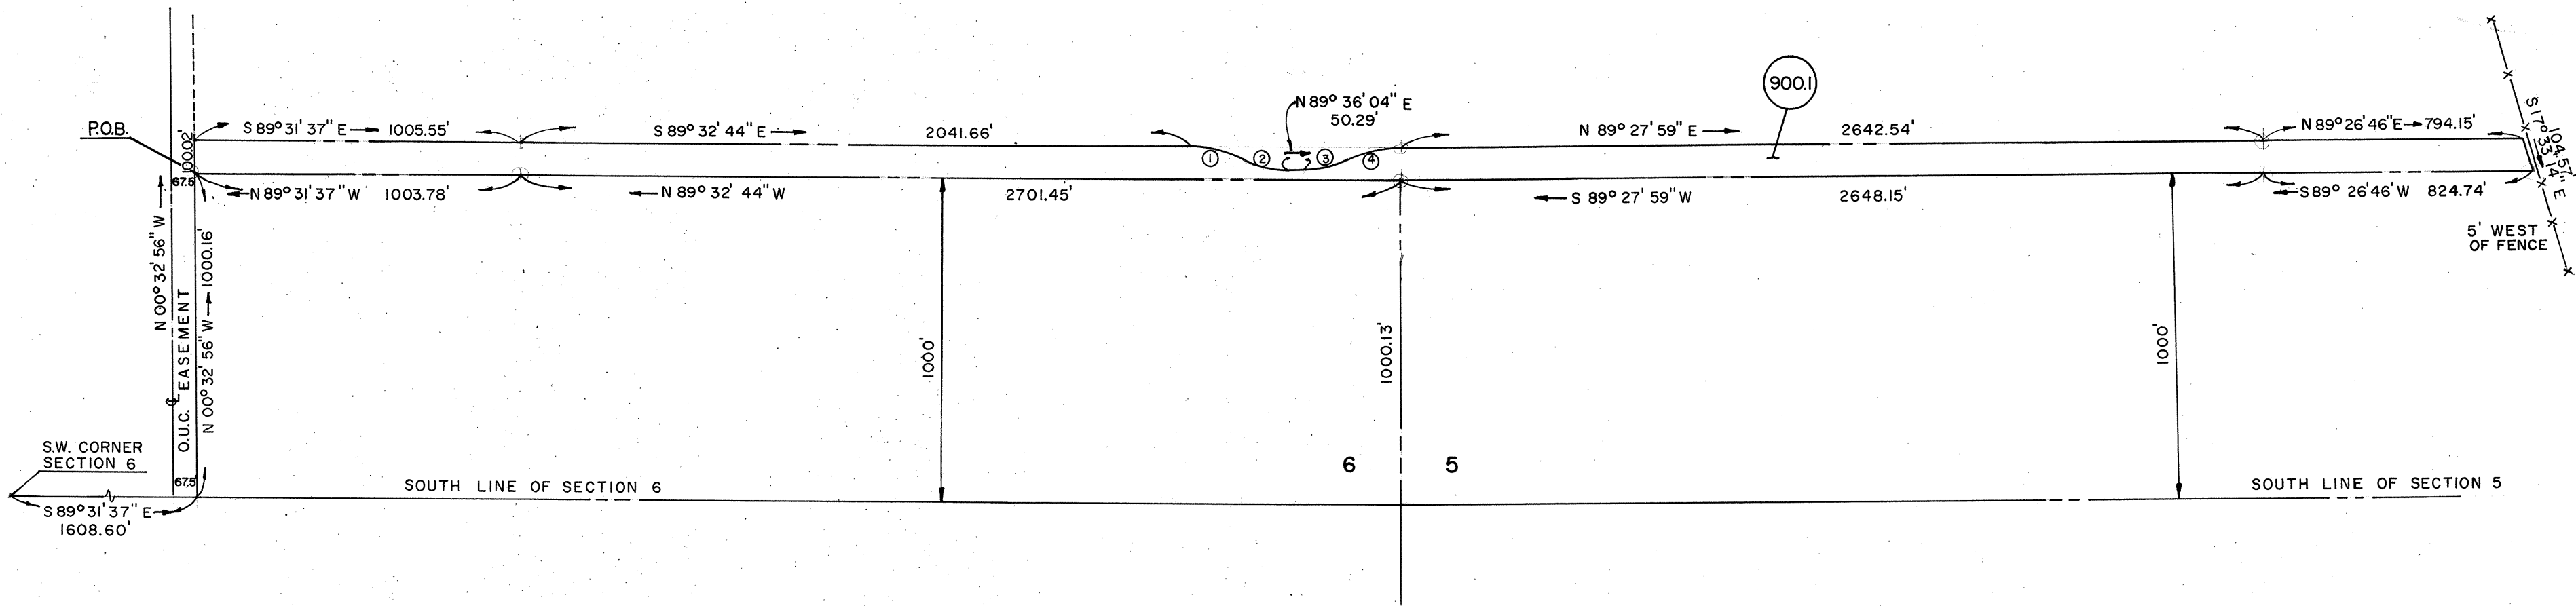 900.1
N 89° 36' 04" E
50.29'
P.O.B.
100.02'
S 89° 31' 37" E
1005.55'
S 89° 32' 44" E
2041.66'
N 89° 27' 59" E
2642.54'
N 89° 26' 46" E
794.15'
1
2
3
4
S 17° 33' 14" E
104.57'
67.5'
N 89° 31' 37" W
1003.78'
N 89° 32' 44" W
2701.45'
S 89° 27' 59" W
2648.15'
S 89° 26' 46" W
824.74'
5' WEST
OF FENCE
N 00° 32' 56" W
O.U.C. EASEMENT
N 00° 32' 56" W
1000.16'
1000'
1000.13'
1000'
S.W. CORNER
SECTION 6
67.5'
6
5
SOUTH LINE OF SECTION 6
SOUTH LINE OF SECTION 5
S 89° 31' 37" E
1608.60'